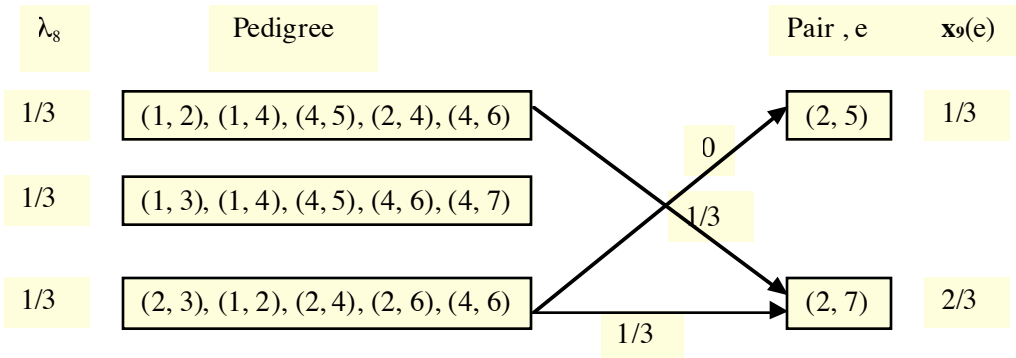 λ₈ Pedigree Pair , e x₉(e)
1/3 (1, 2), (1, 4), (4, 5), (2, 4), (4, 6) (2, 5) 1/3
0
1/3 (1, 3), (1, 4), (4, 5), (4, 6), (4, 7)
1/3
1/3 (2, 3), (1, 2), (2, 4), (2, 6), (4, 6) (2, 7) 2/3
1/3